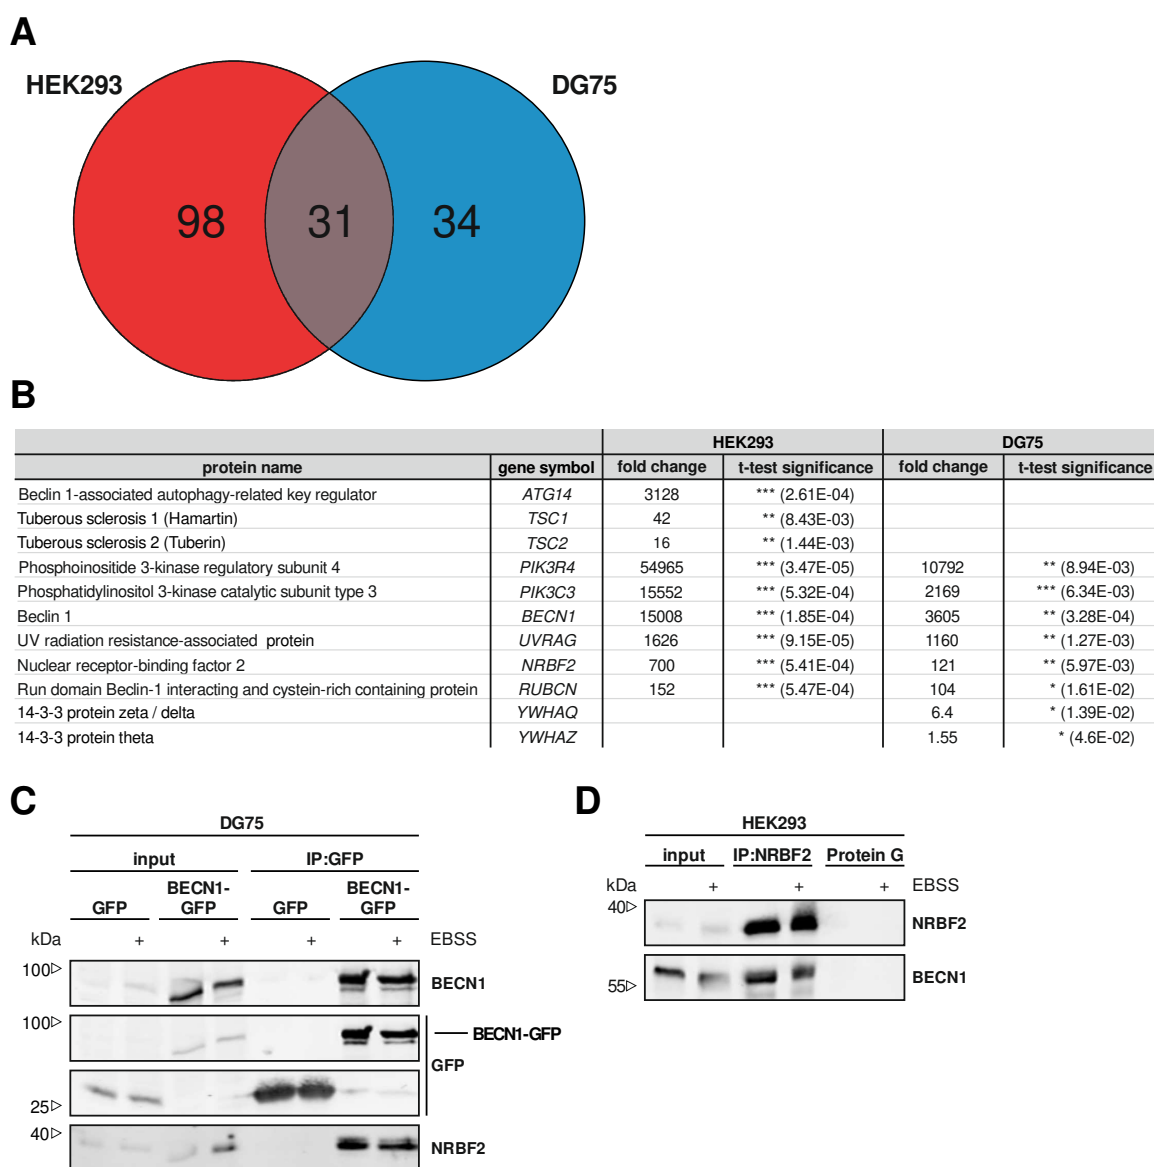 A
HEK293
DG75
98 31 34
B
HEK293 DG75
protein name gene symbol fold change t-test significance fold change t-test significance
Beclin 1-associated autophagy-related key regulator ATG14 3128 *** (2.61E-04)
Tuberous sclerosis 1 (Hamartin) TSC1 42 ** (8.43E-03)
Tuberous sclerosis 2 (Tuberin) TSC2 16 ** (1.44E-03)
Phosphoinositide 3-kinase regulatory subunit 4 PIK3R4 54965 *** (3.47E-05) 10792 ** (8.94E-03)
Phosphatidylinositol 3-kinase catalytic subunit type 3 PIK3C3 15552 *** (5.32E-04) 2169 *** (6.34E-03)
Beclin 1 BECN1 15008 *** (1.85E-04) 3605 ** (3.28E-04)
UV radiation resistance-associated protein UVRAG 1626 *** (9.15E-05) 1160 ** (1.27E-03)
Nuclear receptor-binding factor 2 NRBF2 700 *** (5.41E-04) 121 ** (5.97E-03)
Run domain Beclin-1 interacting and cystein-rich containing protein RUBCN 152 *** (5.47E-04) 104 * (1.61E-02)
14-3-3 protein zeta / delta YWHAQ 6.4 * (1.39E-02)
14-3-3 protein theta YWHAZ 1.55 * (4.6E-02)
C
DG75
input IP:GFP
GFP BECN1-GFP GFP BECN1-GFP
kDa + + + + EBSS
100▷ BECN1
100▷ BECN1-GFP
GFP
25▷
40▷ NRBF2
D
HEK293
input IP:NRBF2 Protein G
kDa + + + EBSS
40▷ NRBF2
55▷ BECN1